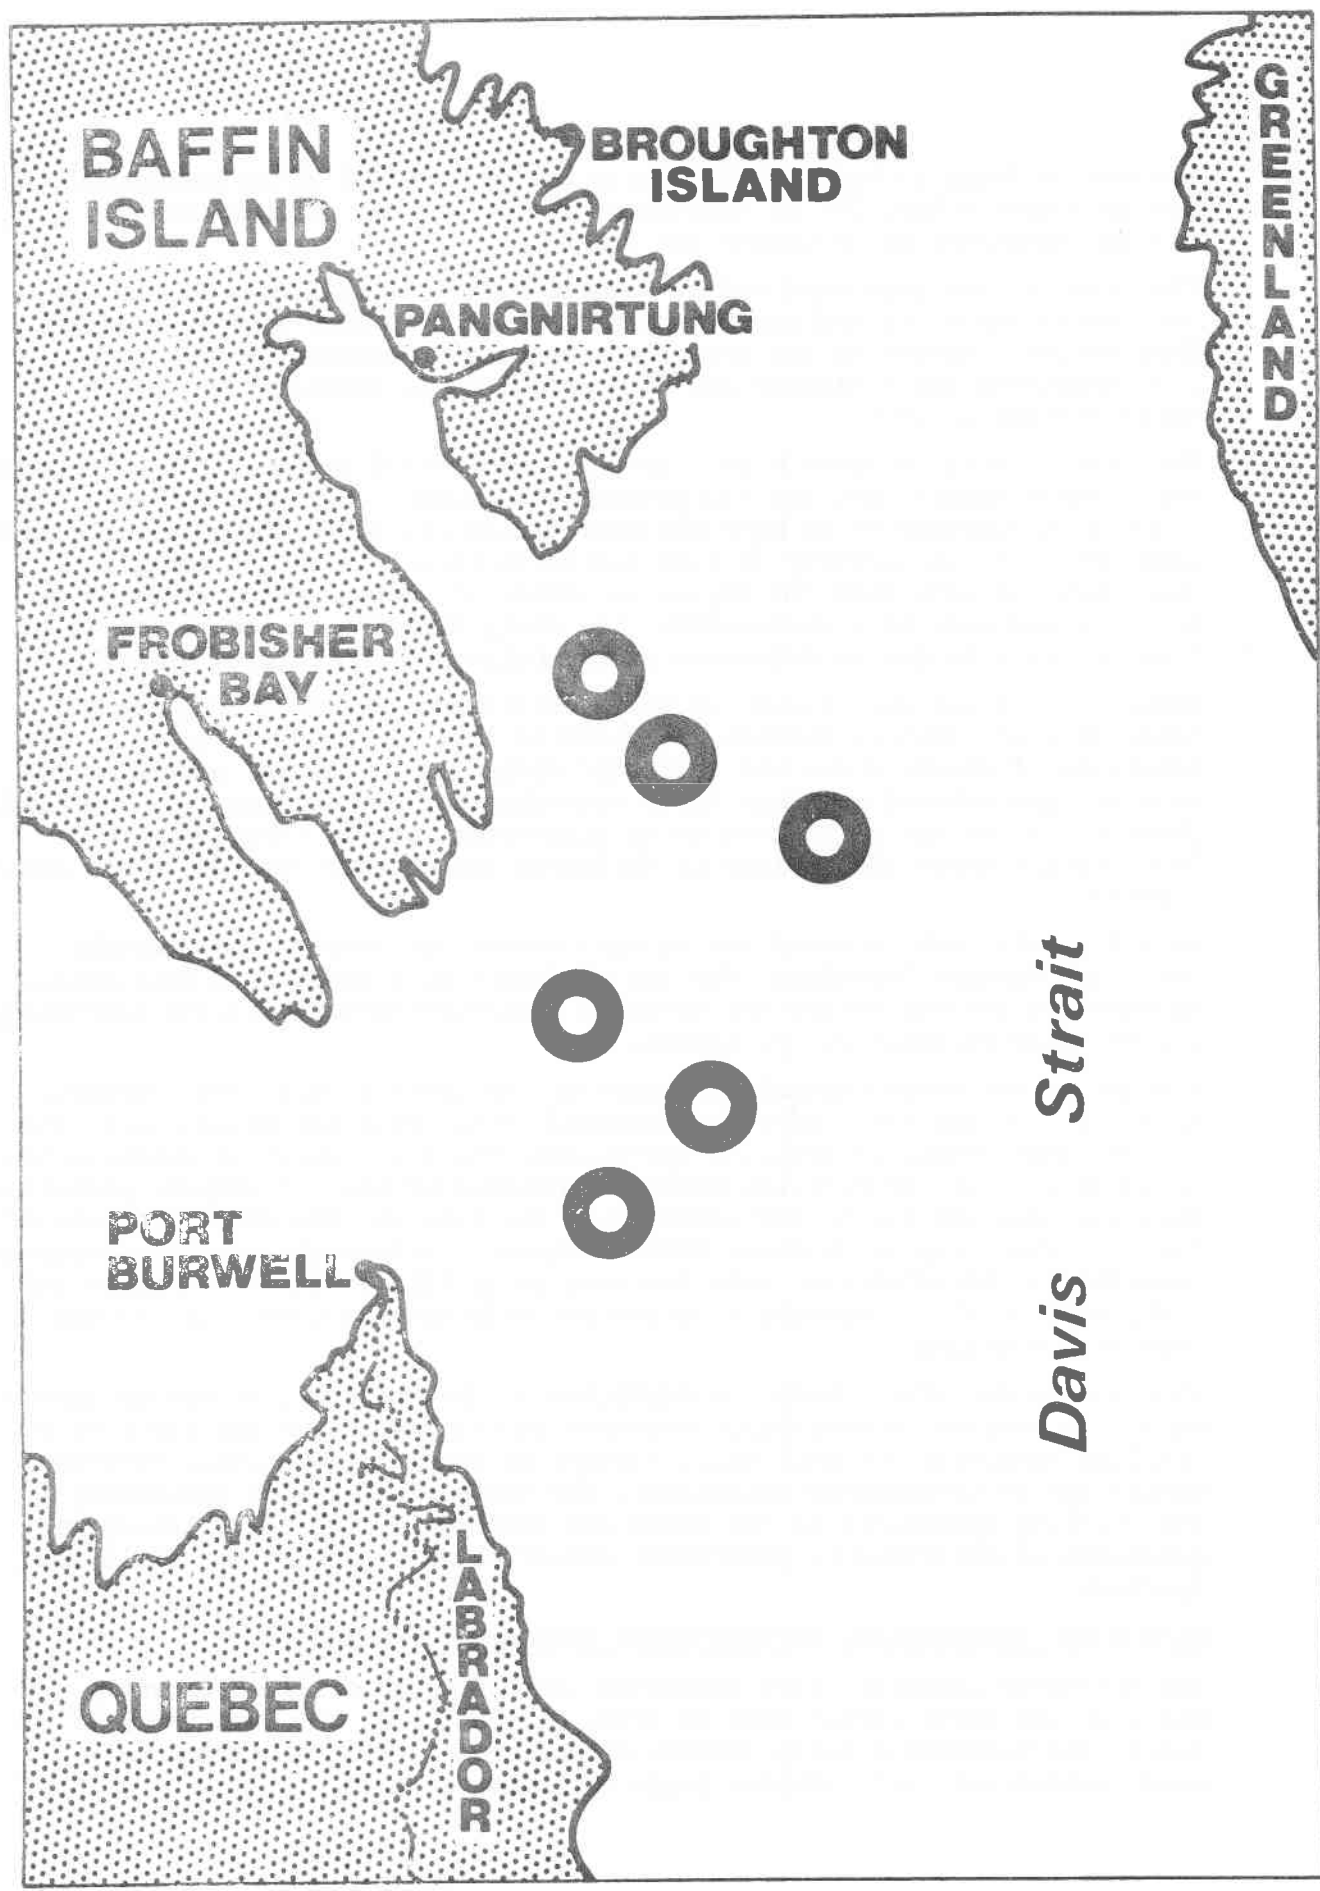 BAFFIN
ISLAND
BROUGHTON
ISLAND
GREENLAND
PANGNIRTUNG
FROBISHER
BAY
Davis Strait
PORT
BURWELL
LABRADOR
QUEBEC